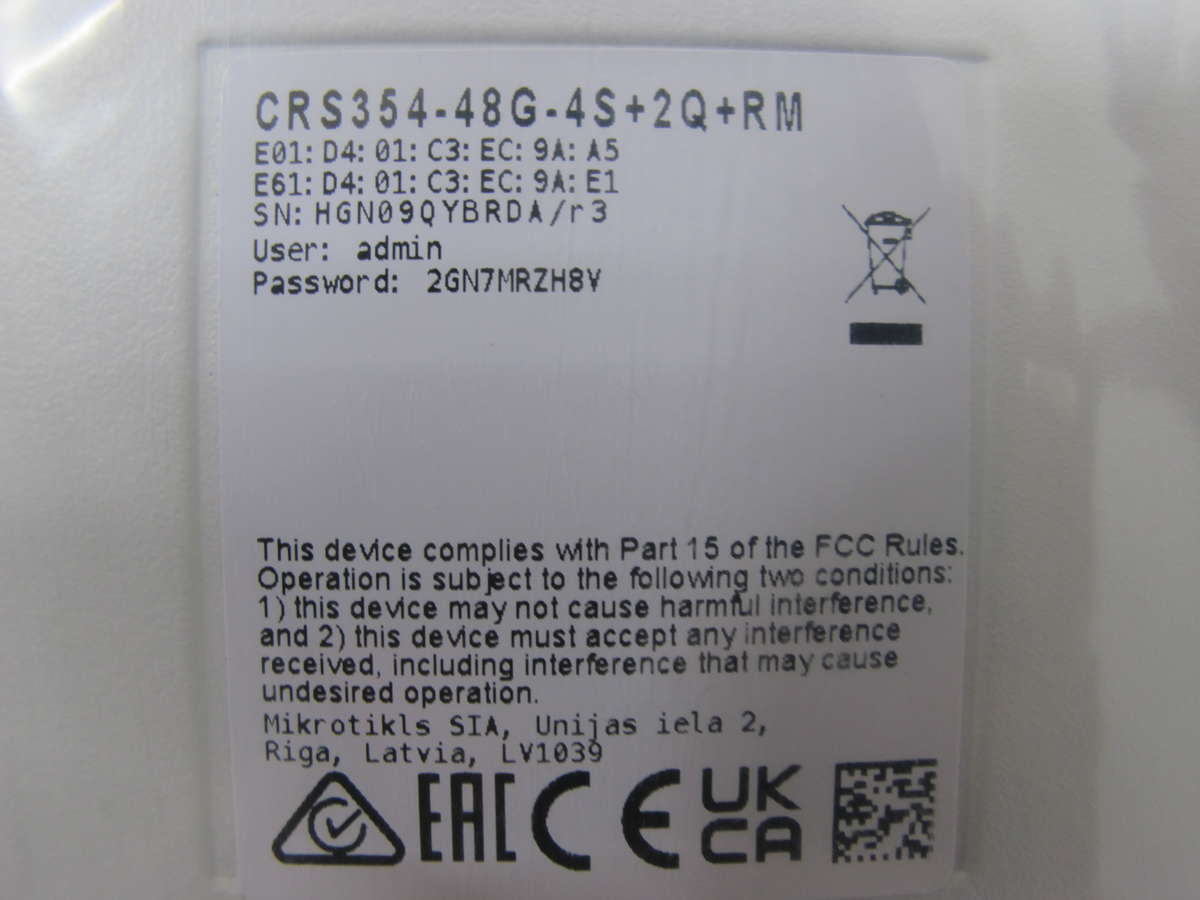 CRS354-48G-4S+2Q+RM
E01:D4:01:C3:EC:9A:A5
E61:D4:01:C3:EC:9A:E1
SN:HGN09QYBRDA/r3
User: admin
Password: 2GN7MRZH8V
This device complies with Part 15 of the FCC Rules.
Operation is subject to the following two conditions:
1) this device may not cause harmful interference,
and 2) this device must accept any interference
received, including interference that may cause
undesired operation.
Mikrotikls SIA, Unijas iela 2,
Riga, Latvia, LV1039
EAC CE UK
CA